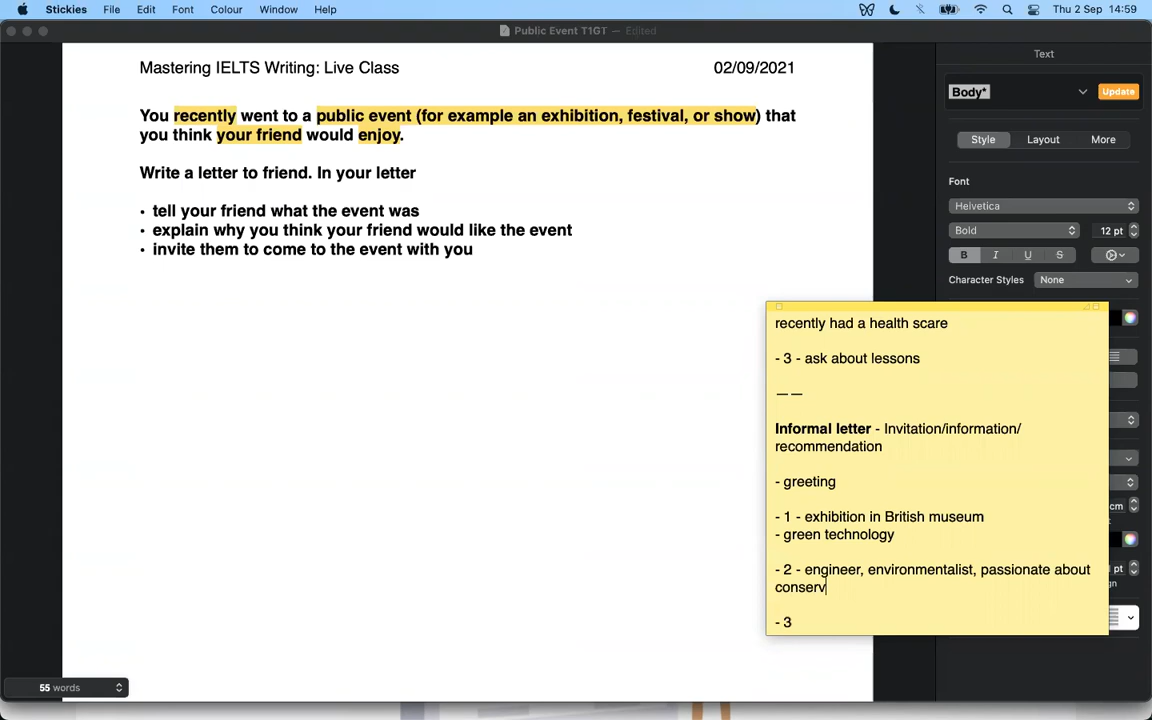 Stickies File Edit Font Colour Window Help Thu 2 Sep 14:59
Public Event T1GT — Edited
Text
Mastering IELTS Writing: Live Class 02/09/2021
Body* Update
You recently went to a public event (for example an exhibition, festival, or show) that
you think your friend would enjoy.
Style Layout More
Write a letter to friend. In your letter
Font
Helvetica
• tell your friend what the event was
Bold 12 pt
• explain why you think your friend would like the event
• invite them to come to the event with you
B I U S
Character Styles None
recently had a health scare
- 3 - ask about lessons
——
Informal letter - Invitation/information/
recommendation
- greeting
cm
- 1 - exhibition in British museum
- green technology
- 2 - engineer, environmentalist, passionate about
pt
conserv
- 3
55 words